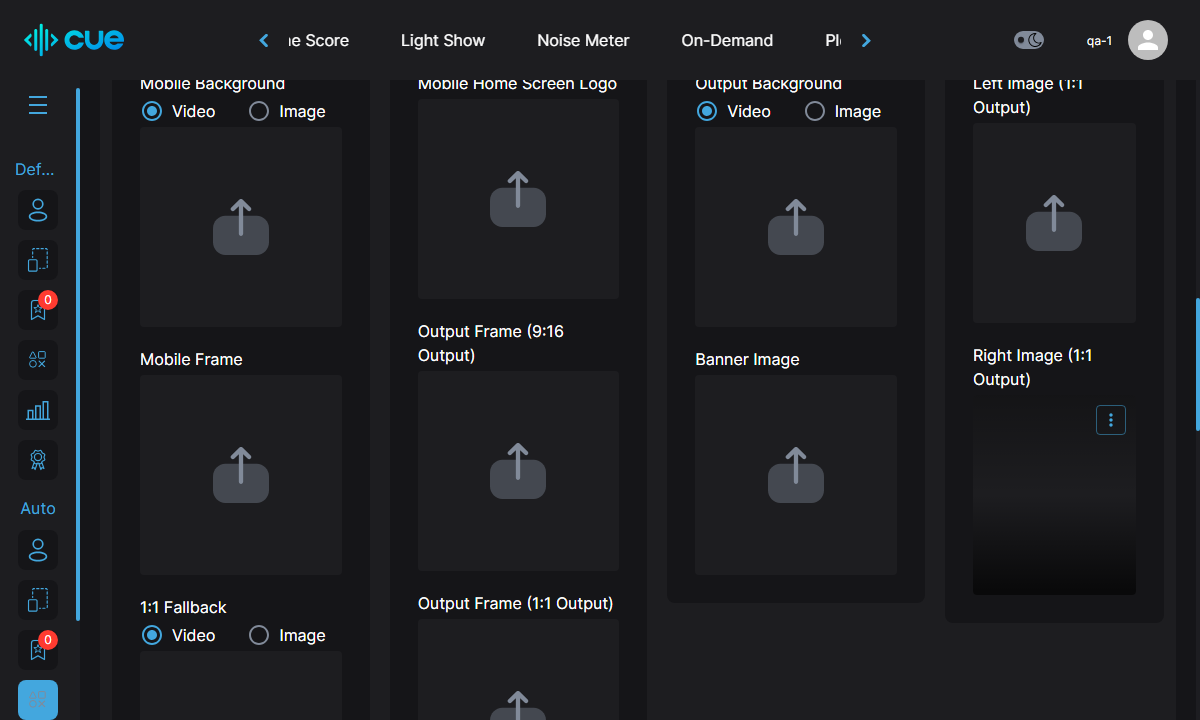 cue
ne Score
Light Show
Noise Meter
On-Demand
qa-1
Def...
0
Auto
0
Mobile Background
Video
Image
Mobile Frame
1:1 Fallback
Video
Image
Mobile Home Screen Logo
Output Frame (9:16
Output)
Output Frame (1:1 Output)
Output Background
Video
Image
Banner Image
Left Image (1:1
Output)
Right Image (1:1
Output)